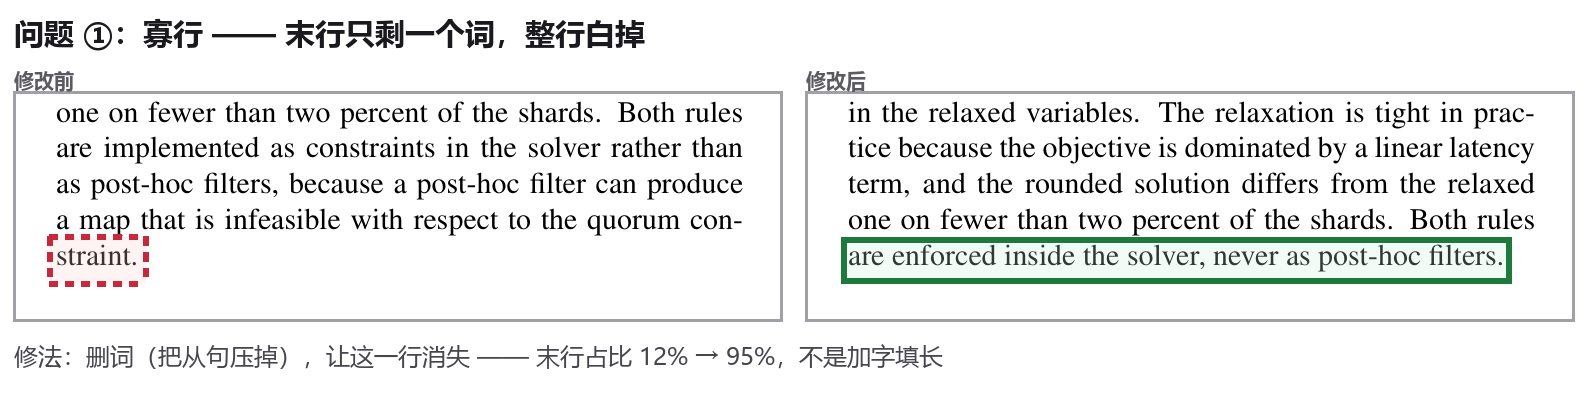 问题 ①：寡行 —— 末行只剩一个词，整行白掉
修改前
one on fewer than two percent of the shards. Both rules
are implemented as constraints in the solver rather than
as post-hoc filters, because a post-hoc filter can produce
a map that is infeasible with respect to the quorum con-
straint.
修改后
in the relaxed variables. The relaxation is tight in prac-
tice because the objective is dominated by a linear latency
term, and the rounded solution differs from the relaxed
one on fewer than two percent of the shards. Both rules
are enforced inside the solver, never as post-hoc filters.
修法：删词（把从句压掉），让这一行消失 —— 末行占比 12% → 95%，不是加字填长